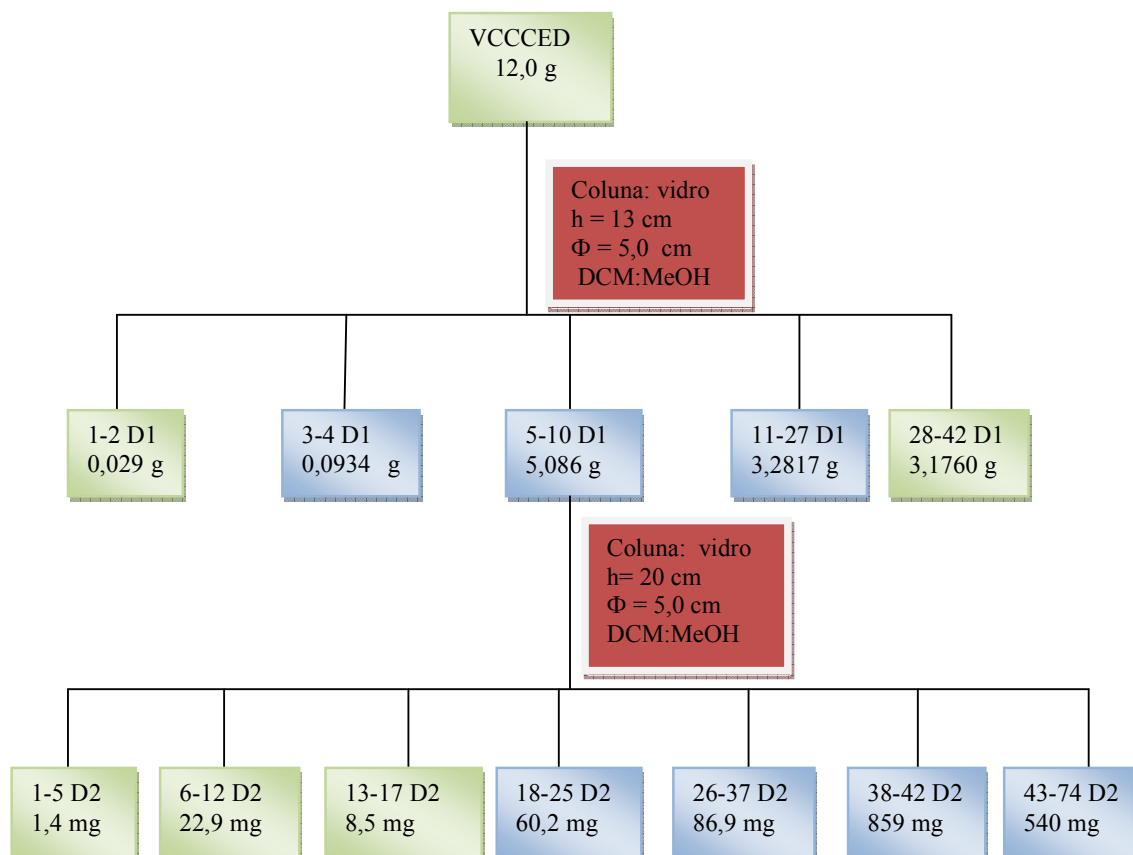 VCCCED
12,0 g
Coluna: vidro
h = 13 cm
Φ = 5,0 cm
DCM:MeOH
1-2 D1
0,029 g
3-4 D1
0,0934 g
5-10 D1
5,086 g
11-27 D1
3,2817 g
28-42 D1
3,1760 g
Coluna: vidro
h= 20 cm
Φ = 5,0 cm
DCM:MeOH
1-5 D2
1,4 mg
6-12 D2
22,9 mg
13-17 D2
8,5 mg
18-25 D2
60,2 mg
26-37 D2
86,9 mg
38-42 D2
859 mg
43-74 D2
540 mg